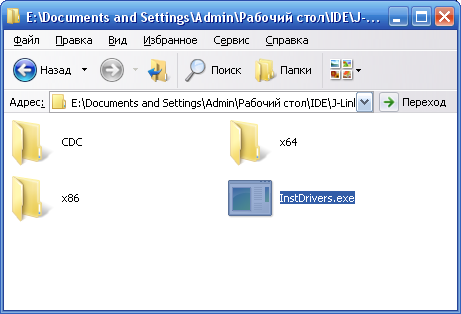 E:\Documents and Settings\Admin\Рабочий стол\IDE\J-...
Файл Правка Вид Избранное Сервис Справка
Назад Поиск Папки
Адрес: E:\Documents and Settings\Admin\Рабочий стол\IDE\J-Linl Переход
CDC x64
x86 InstDrivers.exe